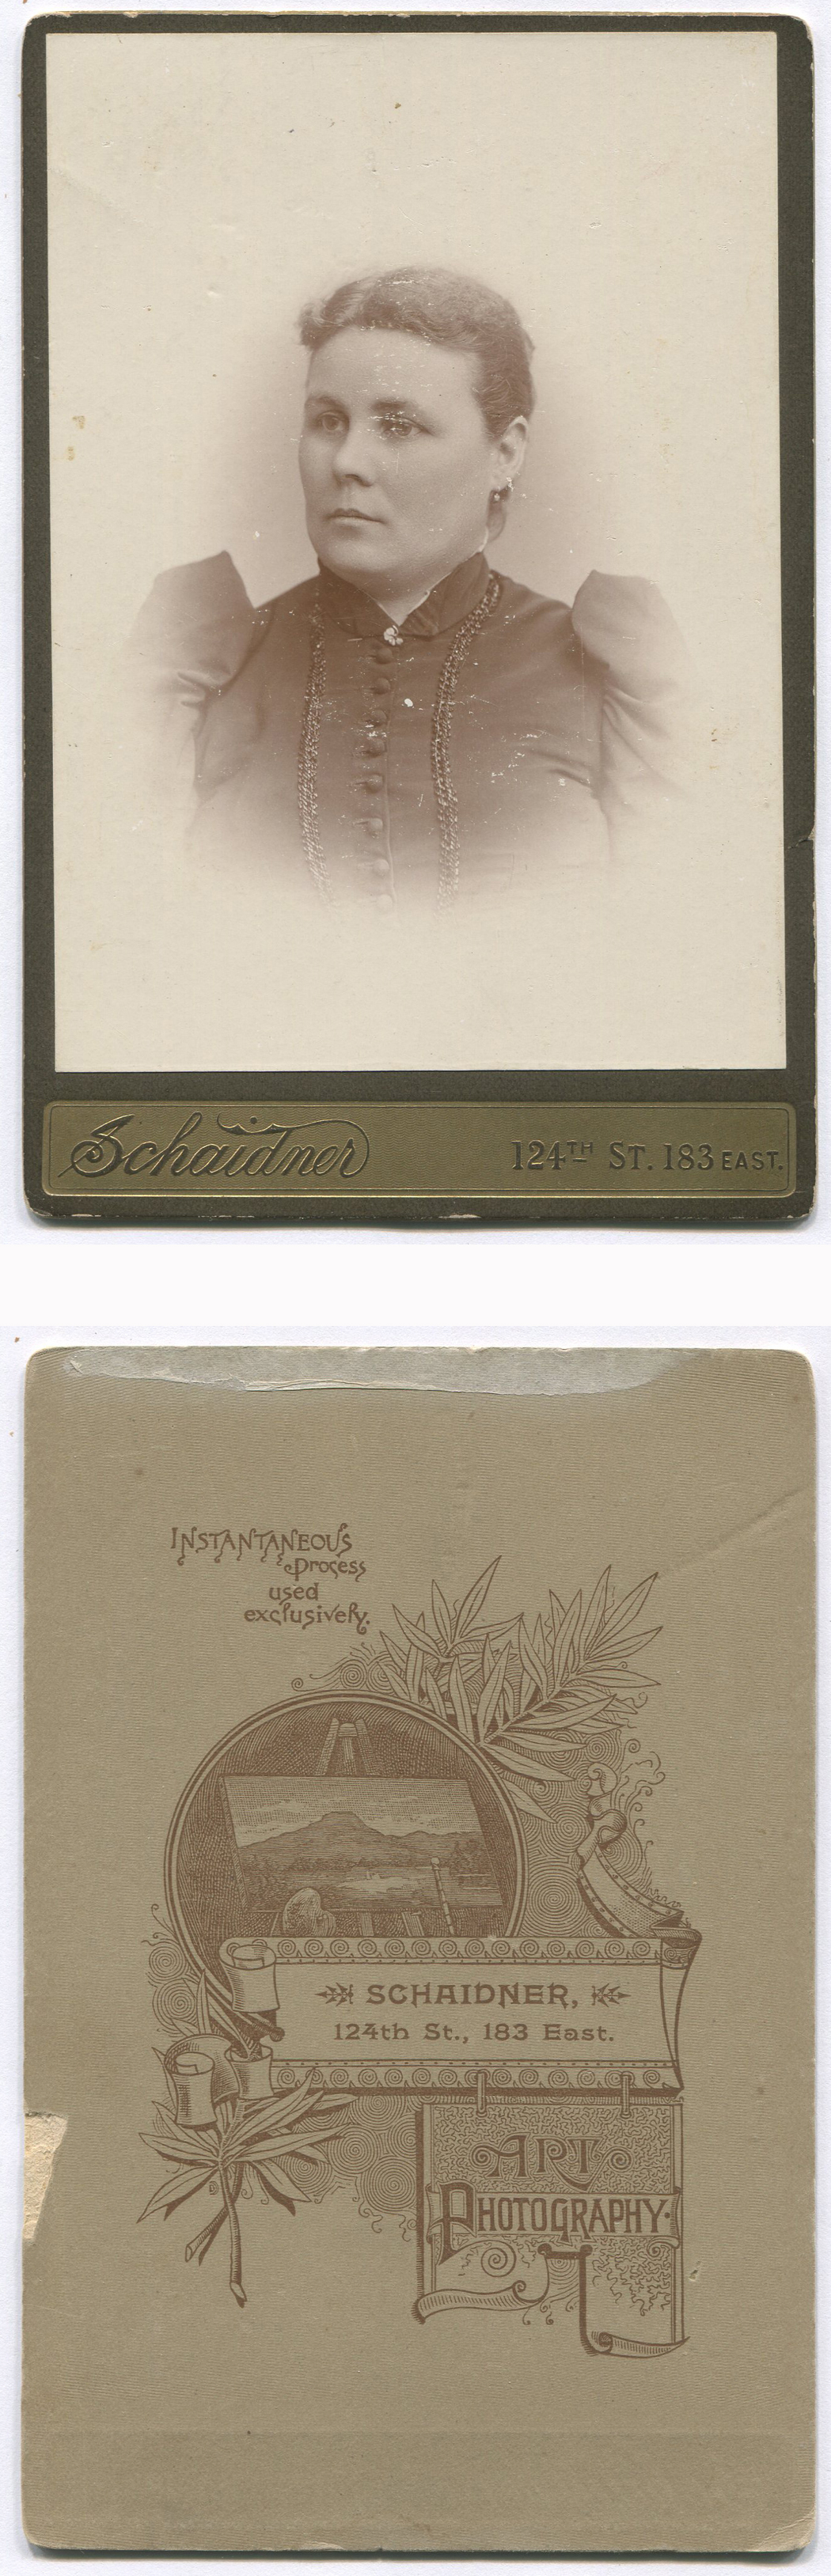 Schaidner 124TH ST. 183 EAST.
INSTANTANEOUS
Process
used
exclusively.
SCHAIDNER,
124th St., 183 East.
ART
PHOTOGRAPHY.